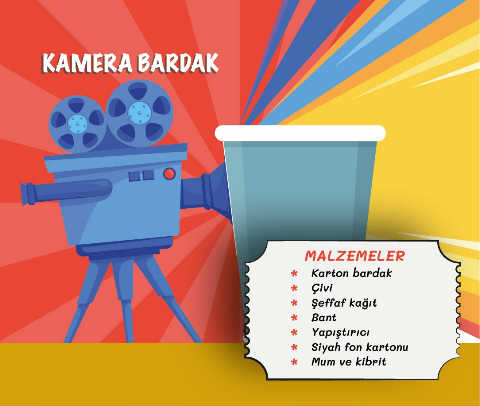 KAMERA BARDAK
MALZEMELER
* Karton bardak
* Çivi
* Şeffaf kağıt
* Bant
* Yapıştırıcı
* Siyah fon kartonu
* Mum ve kibrit